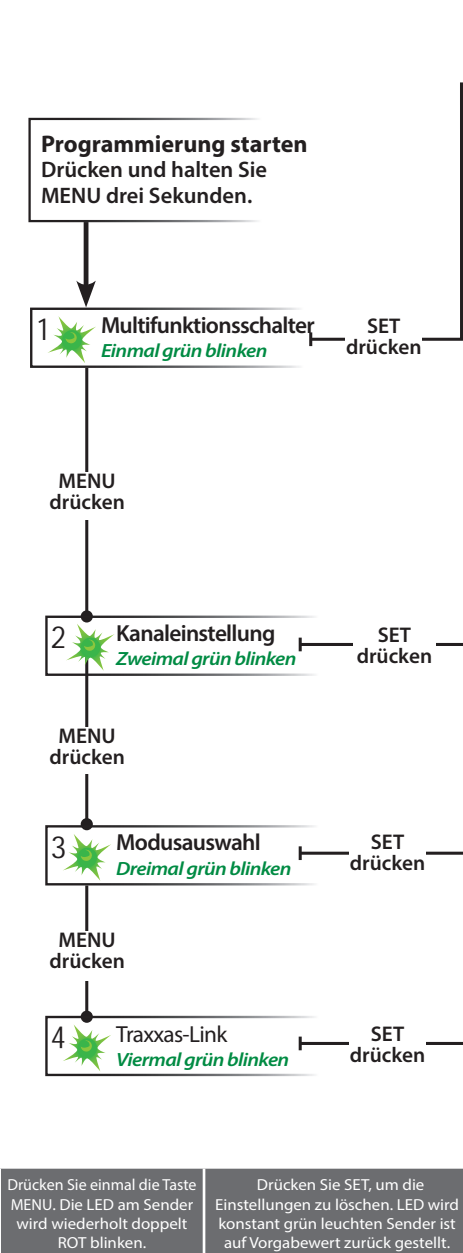 Programmierung starten
Drücken und halten Sie
MENU drei Sekunden.
1
Multifunktionsschalter
Einmal grün blinken
SET
drücken
MENU
drücken
2
Kanaleinstellung
Zweimal grün blinken
SET
drücken
MENU
drücken
3
Modusauswahl
Dreimal grün blinken
SET
drücken
MENU
drücken
4
Traxxas-Link
Viermal grün blinken
SET
drücken
Drücken Sie einmal die Taste
MENU. Die LED am Sender
wird wiederholt doppelt
ROT blinken.
Drücken Sie SET, um die
Einstellungen zu löschen. LED wird
konstant grün leuchten Sender ist
auf Vorgabewert zurück gestellt.